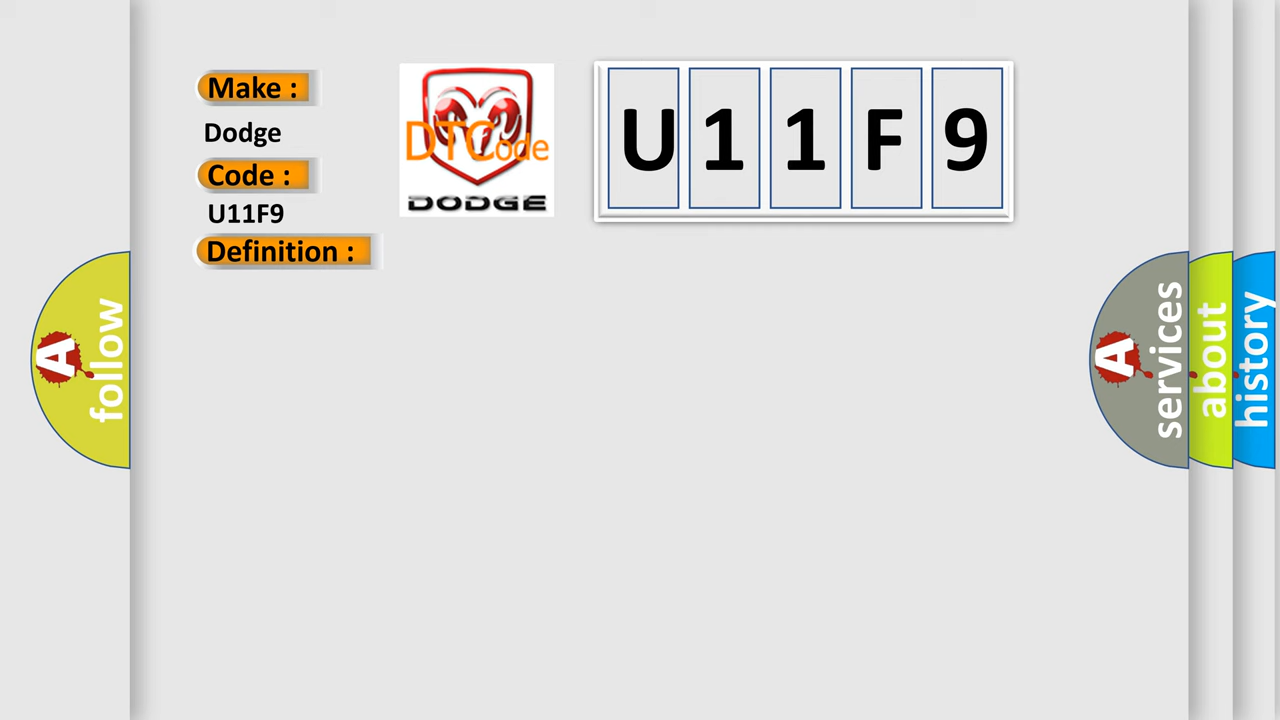 Make :
Dodge
Code :
U11F9
Definition :
DTCode
DODGE
U11F9
A
follow
A
services
about
history